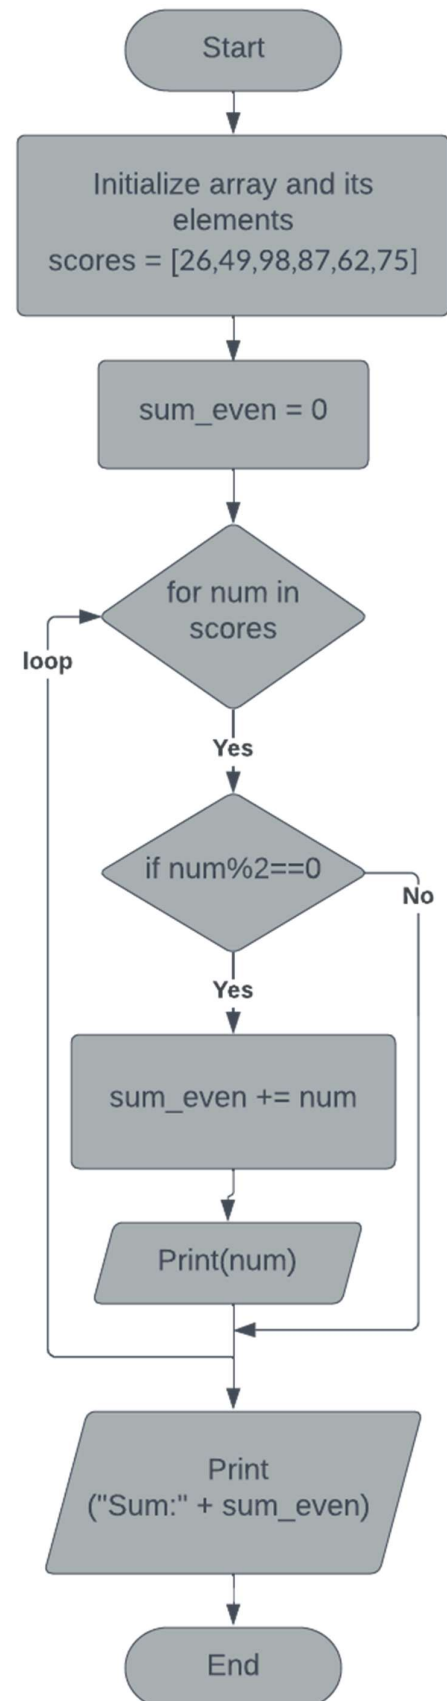 Start
Initialize array and its
elements
scores = [26,49,98,87,62,75]
sum_even = 0
for num in
scores
loop
Yes
if num%2==0
No
Yes
sum_even += num
Print(num)
Print
("Sum:" + sum_even)
End